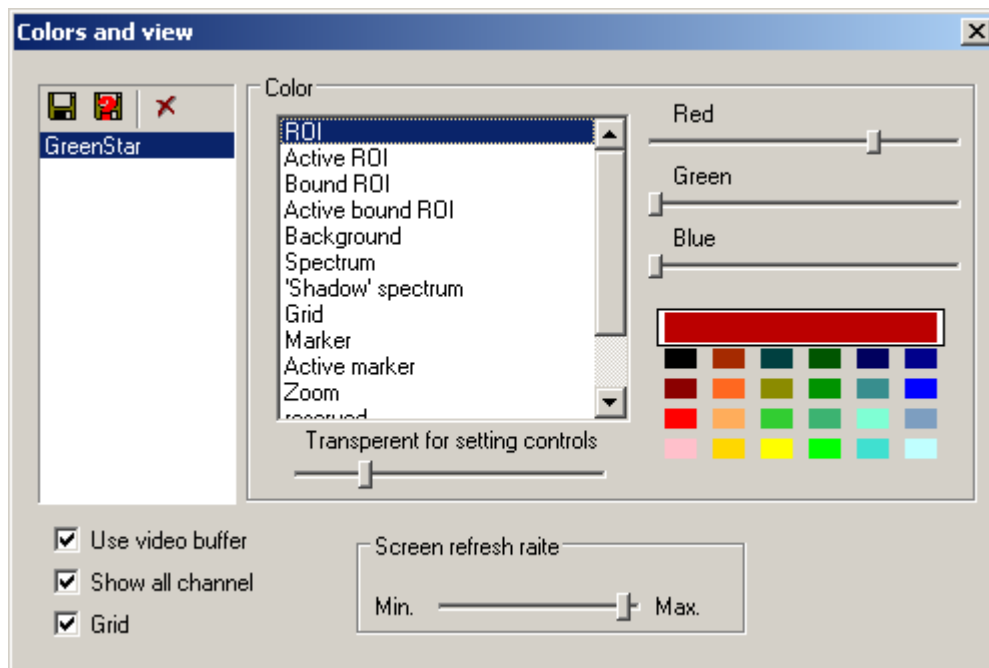 Colors and view
GreenStar
Color
ROI
Active ROI
Bound ROI
Active bound ROI
Background
Spectrum
'Shadow' spectrum
Grid
Marker
Active marker
Zoom
reserved
Transperent for setting controls
Red
Green
Blue
Use video buffer
Show all channel
Grid
Screen refresh raite
Min. Max.